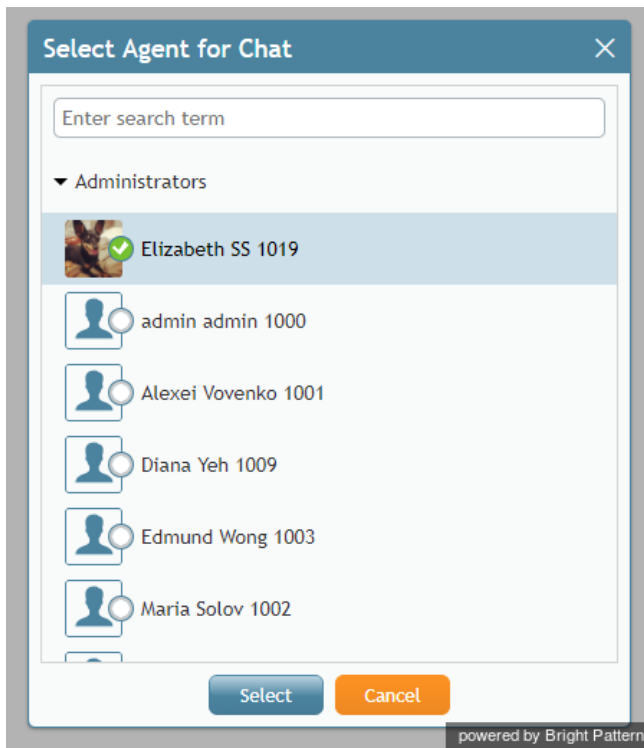 Select Agent for Chat
Enter search term
Administrators
Elizabeth SS 1019
admin admin 1000
Alexei Vovenko 1001
Diana Yeh 1009
Edmund Wong 1003
Maria Solov 1002
Select Cancel
powered by Bright Pattern